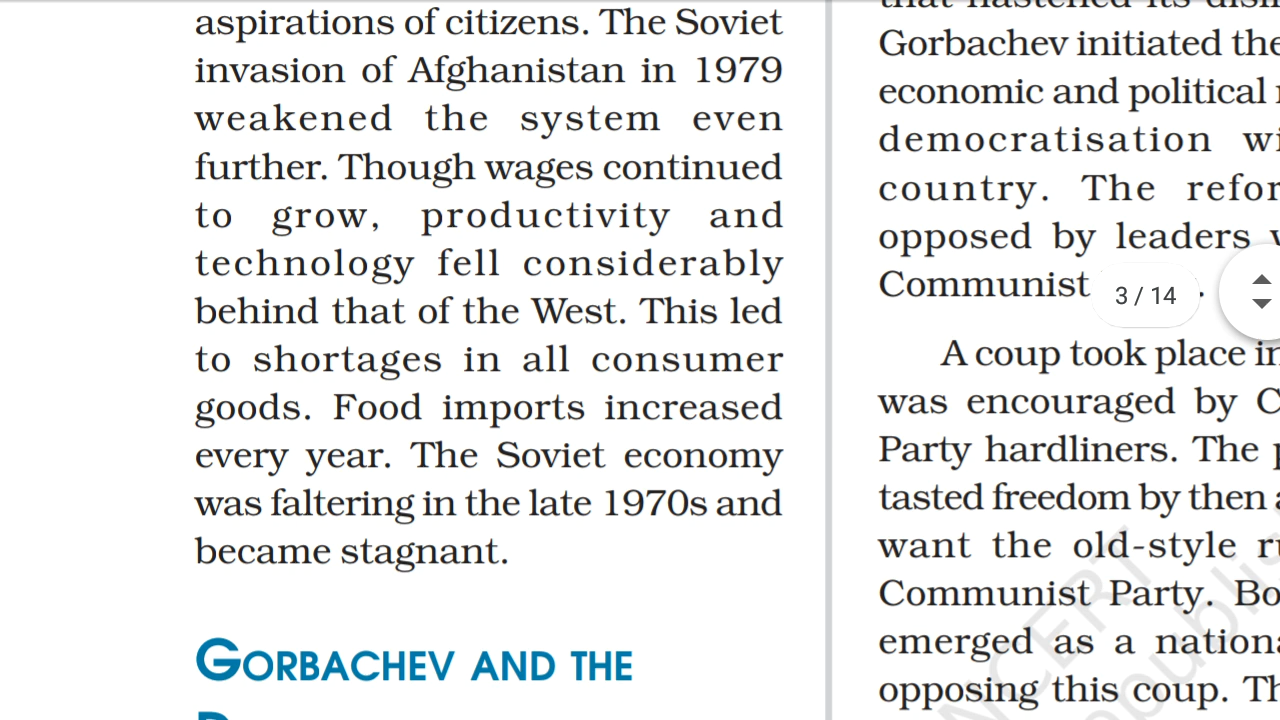 aspirations of citizens. The Soviet
invasion of Afghanistan in 1979
weakened the system even
further. Though wages continued
to grow, productivity and
technology fell considerably
behind that of the West. This led
to shortages in all consumer
goods. Food imports increased
every year. The Soviet economy
was faltering in the late 1970s and
became stagnant.
GORBACHEV AND THE
that hastened its
Gorbachev initiated the
economic and political
democratisation
country. The
opposed by leaders
Communist
3 / 14
A coup took place in
was encouraged by
Party hardliners. The
tasted freedom by then
want the old-style
Communist Party.
emerged as a
opposing this coup.
NCERT